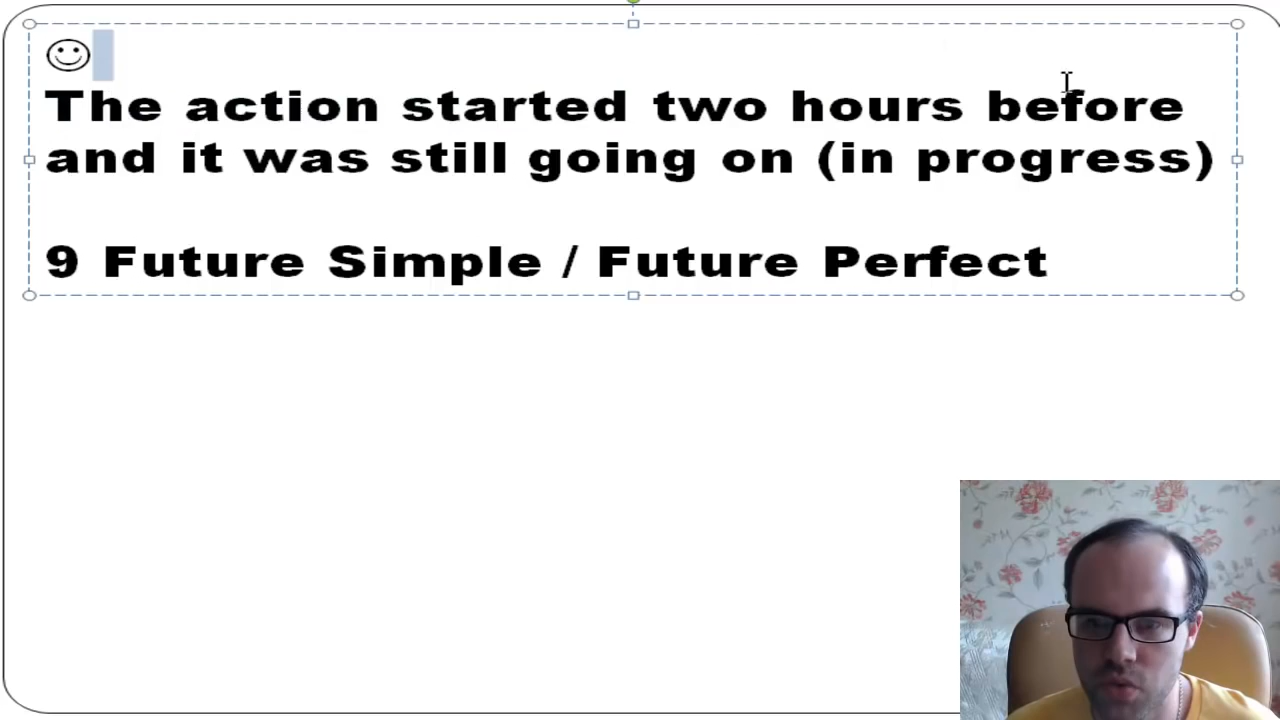 ☺
The action started two hours before
and it was still going on (in progress)
9 Future Simple / Future Perfect